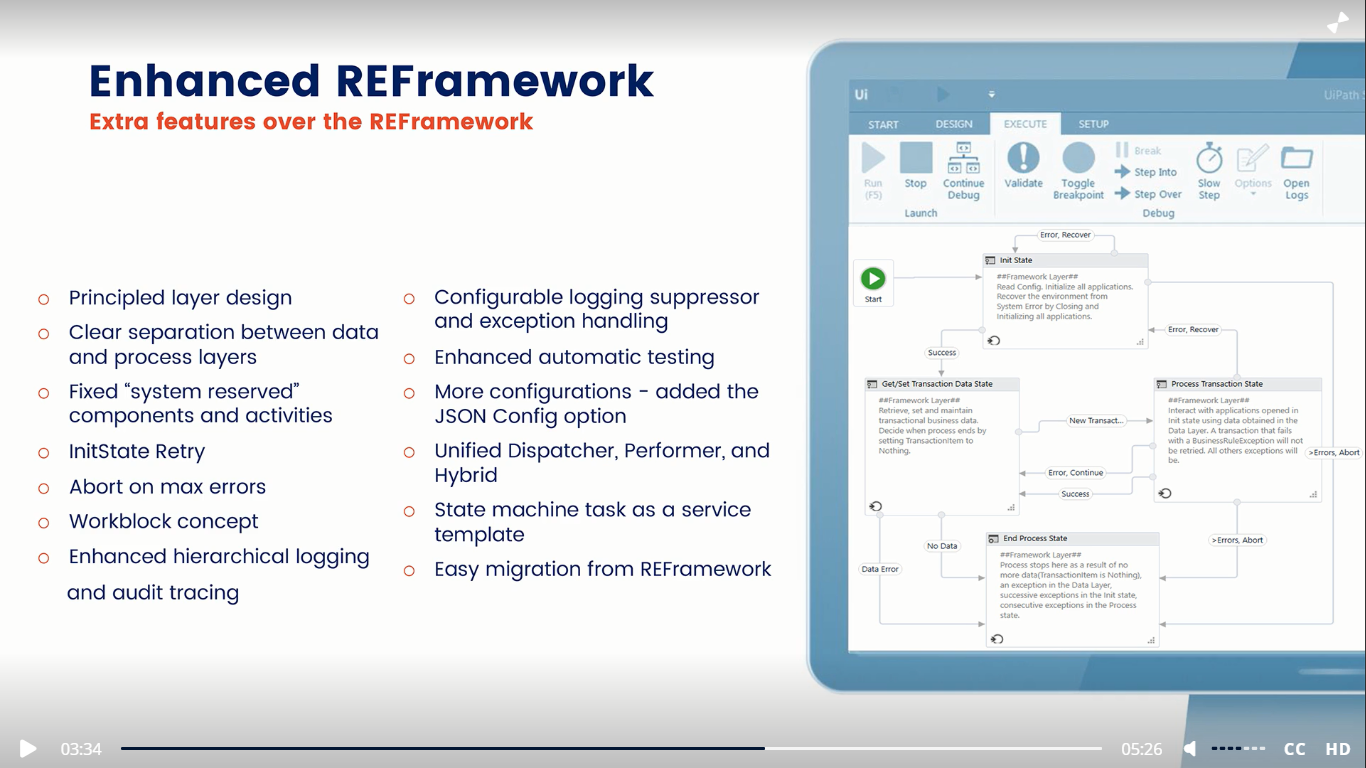 Enhanced REFramework
Extra features over the REFramework
Principled layer design
Clear separation between data
and process layers
Fixed “system reserved”
components and activities
InitState Retry
Abort on max errors
Workblock concept
Enhanced hierarchical logging
and audit tracing
Configurable logging suppressor
and exception handling
Enhanced automatic testing
More configurations - added the
JSON Config option
Unified Dispatcher, Performer, and
Hybrid
State machine task as a service
template
Easy migration from REFramework
Ui
UiPath S
START DESIGN EXECUTE SETUP
Run
(F5)
Stop
Continue
Debug
Launch
Validate
Toggle
Breakpoint
Break
Step Into
Step Over
Slow
Step
Options
Open
Logs
Debug
Start
Error, Recover
Init State
##Framework Layer##
Read Config. Initialize all applications.
Recover the environment from
System Error by Closing and
Initializing all applications.
Success
Error, Recover
Get/Set Transaction Data State
##Framework Layer##
Retrieve, set and maintain
transactional business data.
Decide when process ends by
setting TransactionItem to
Nothing.
New Transact...
Error, Continue
Success
Process Transaction State
##Framework Layer##
Interact with applications opened in
Init state using data obtained in the
Data Layer. A transaction that fails
with a BusinessRuleException will not
be retried. All others exceptions will
be.
>Errors, Abort
No Data
Data Error
>Errors, Abort
End Process State
##Framework Layer##
Process stops here as a result of no
more data(TransactionItem is Nothing),
an exception in the Data Layer,
successive exceptions in the Init state,
consecutive exceptions in the Process
state.
03:34
05:26
CC HD